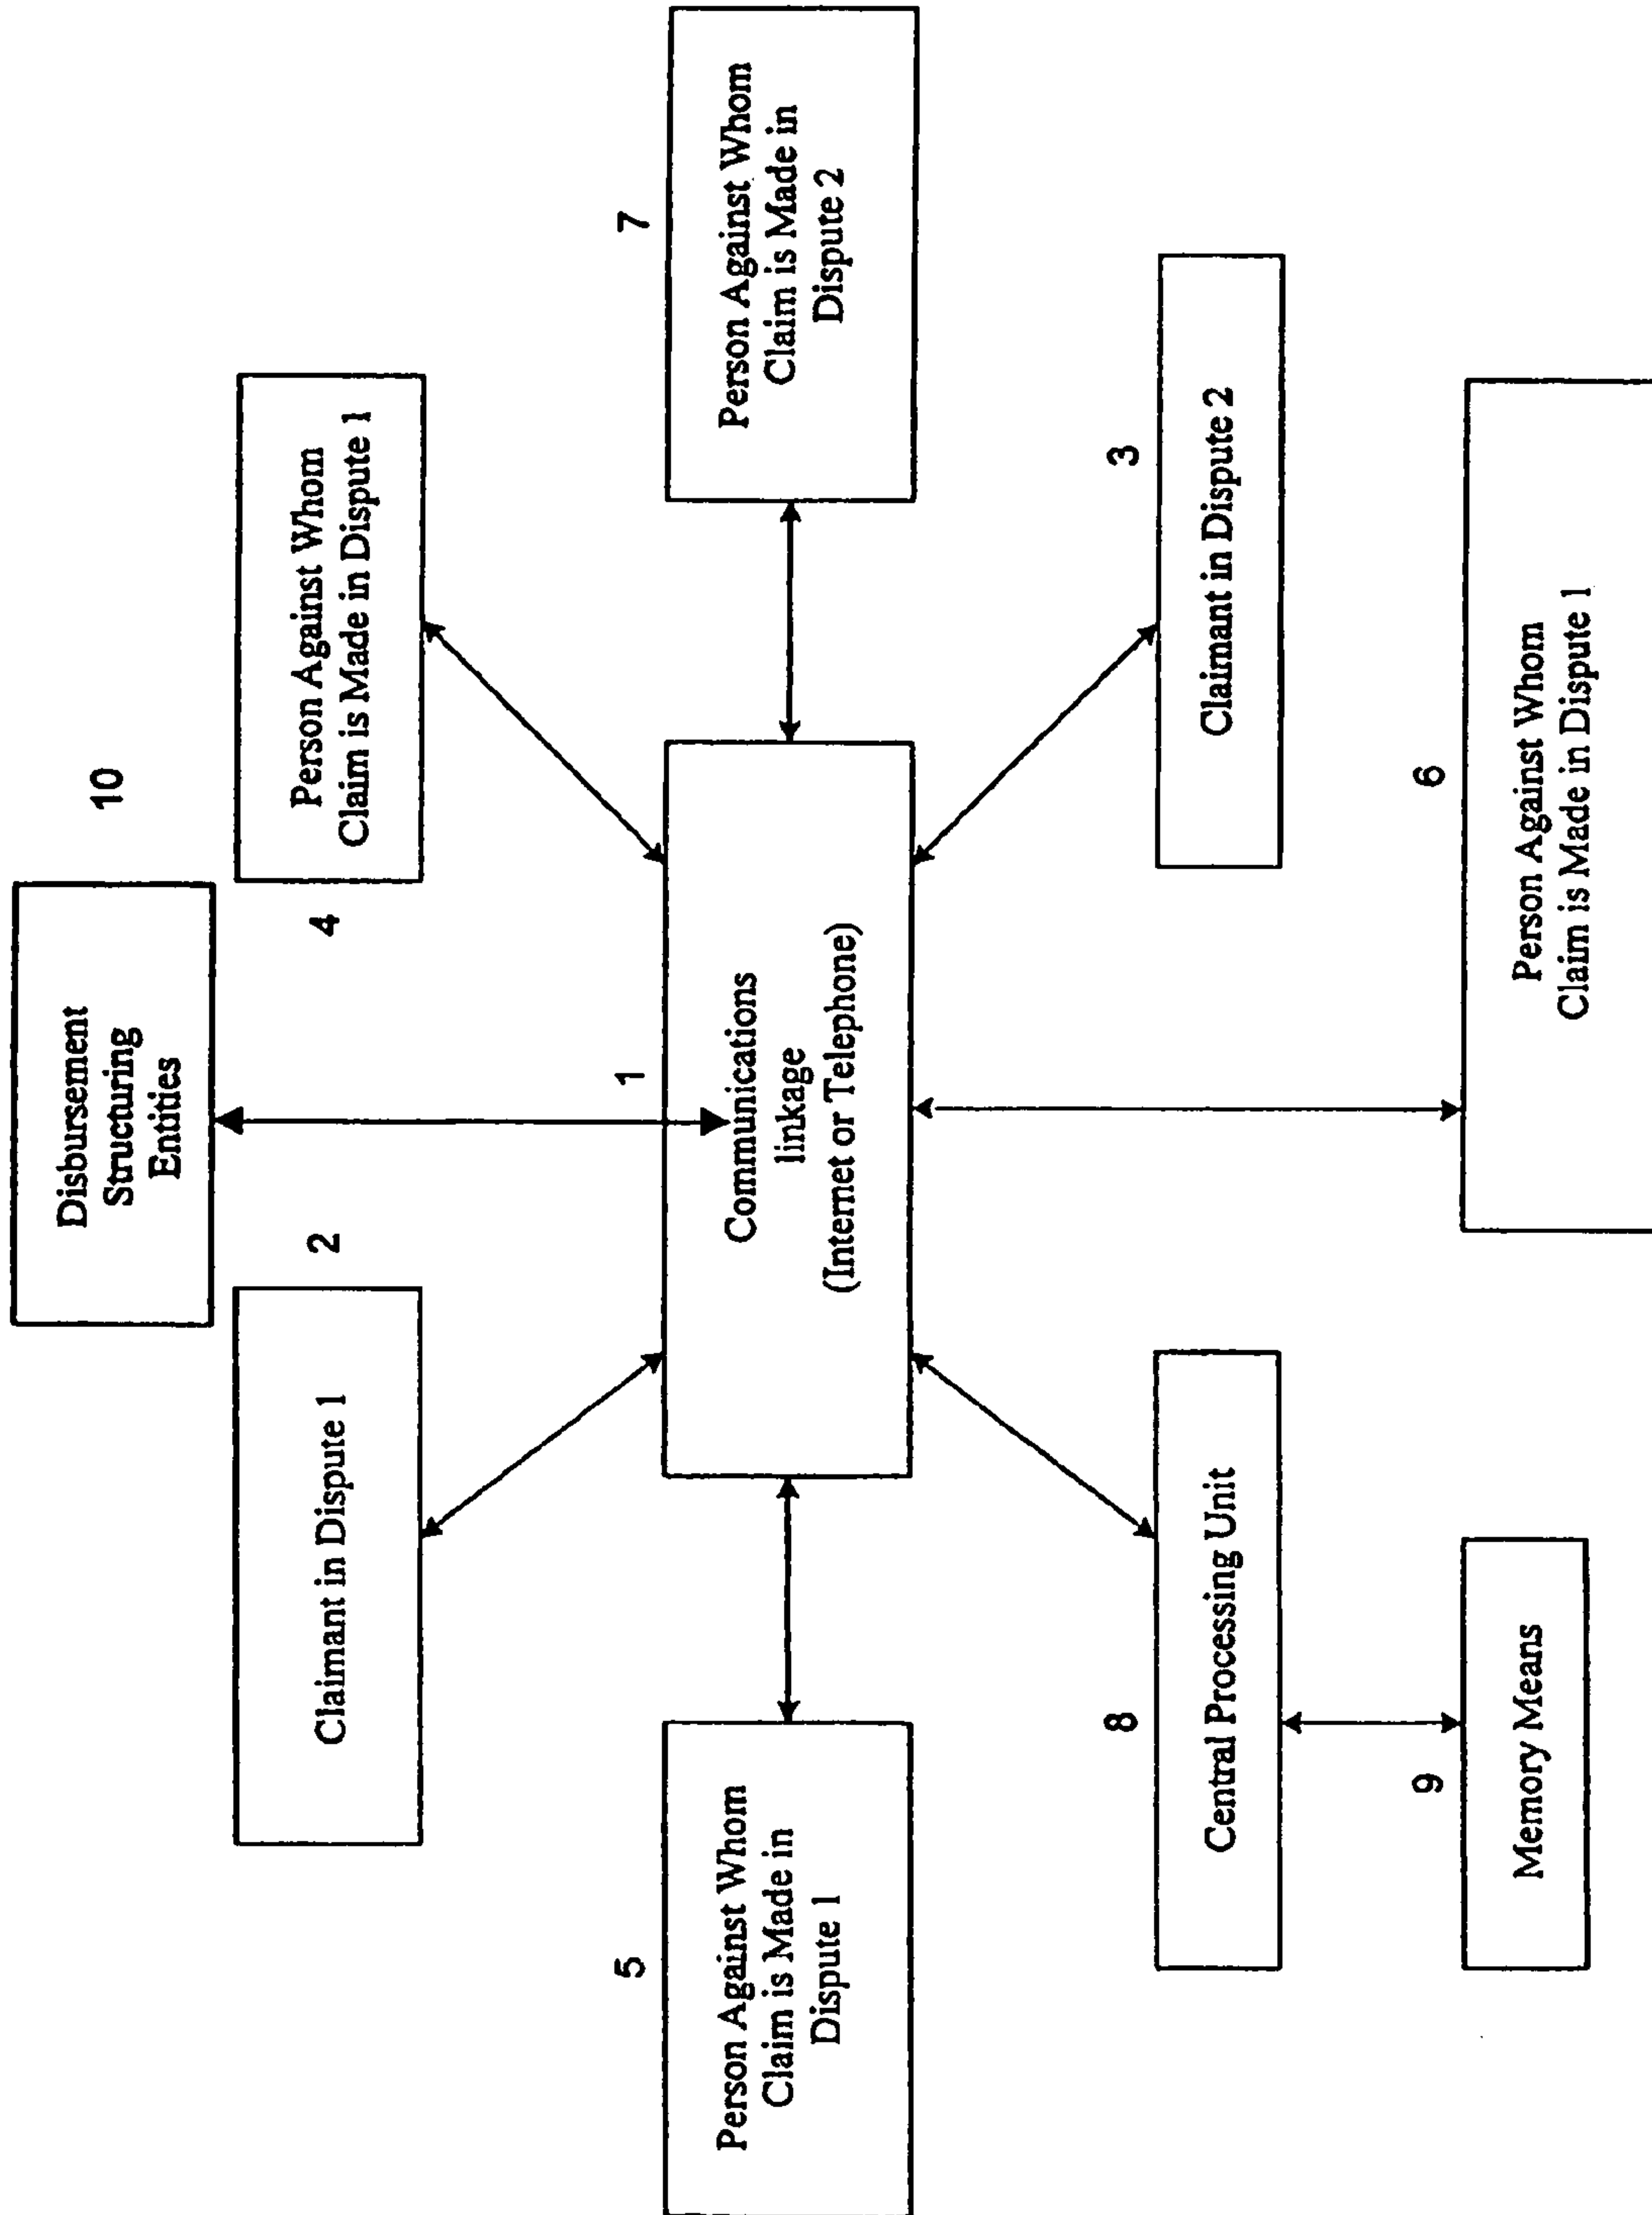 Disbursement
Structuring
Entities
10
Claimant in Dispute 1
2
4
Person Against Whom
Claim is Made in Dispute 1
5
Person Against Whom
Claim is Made in
Dispute 1
1
Communications
linkage
(Internet or Telephone)
7
Person Against Whom
Claim is Made in
Dispute 2
8
Central Processing Unit
3
Claimant in Dispute 2
9
Memory Means
6
Person Against Whom
Claim is Made in Dispute 1